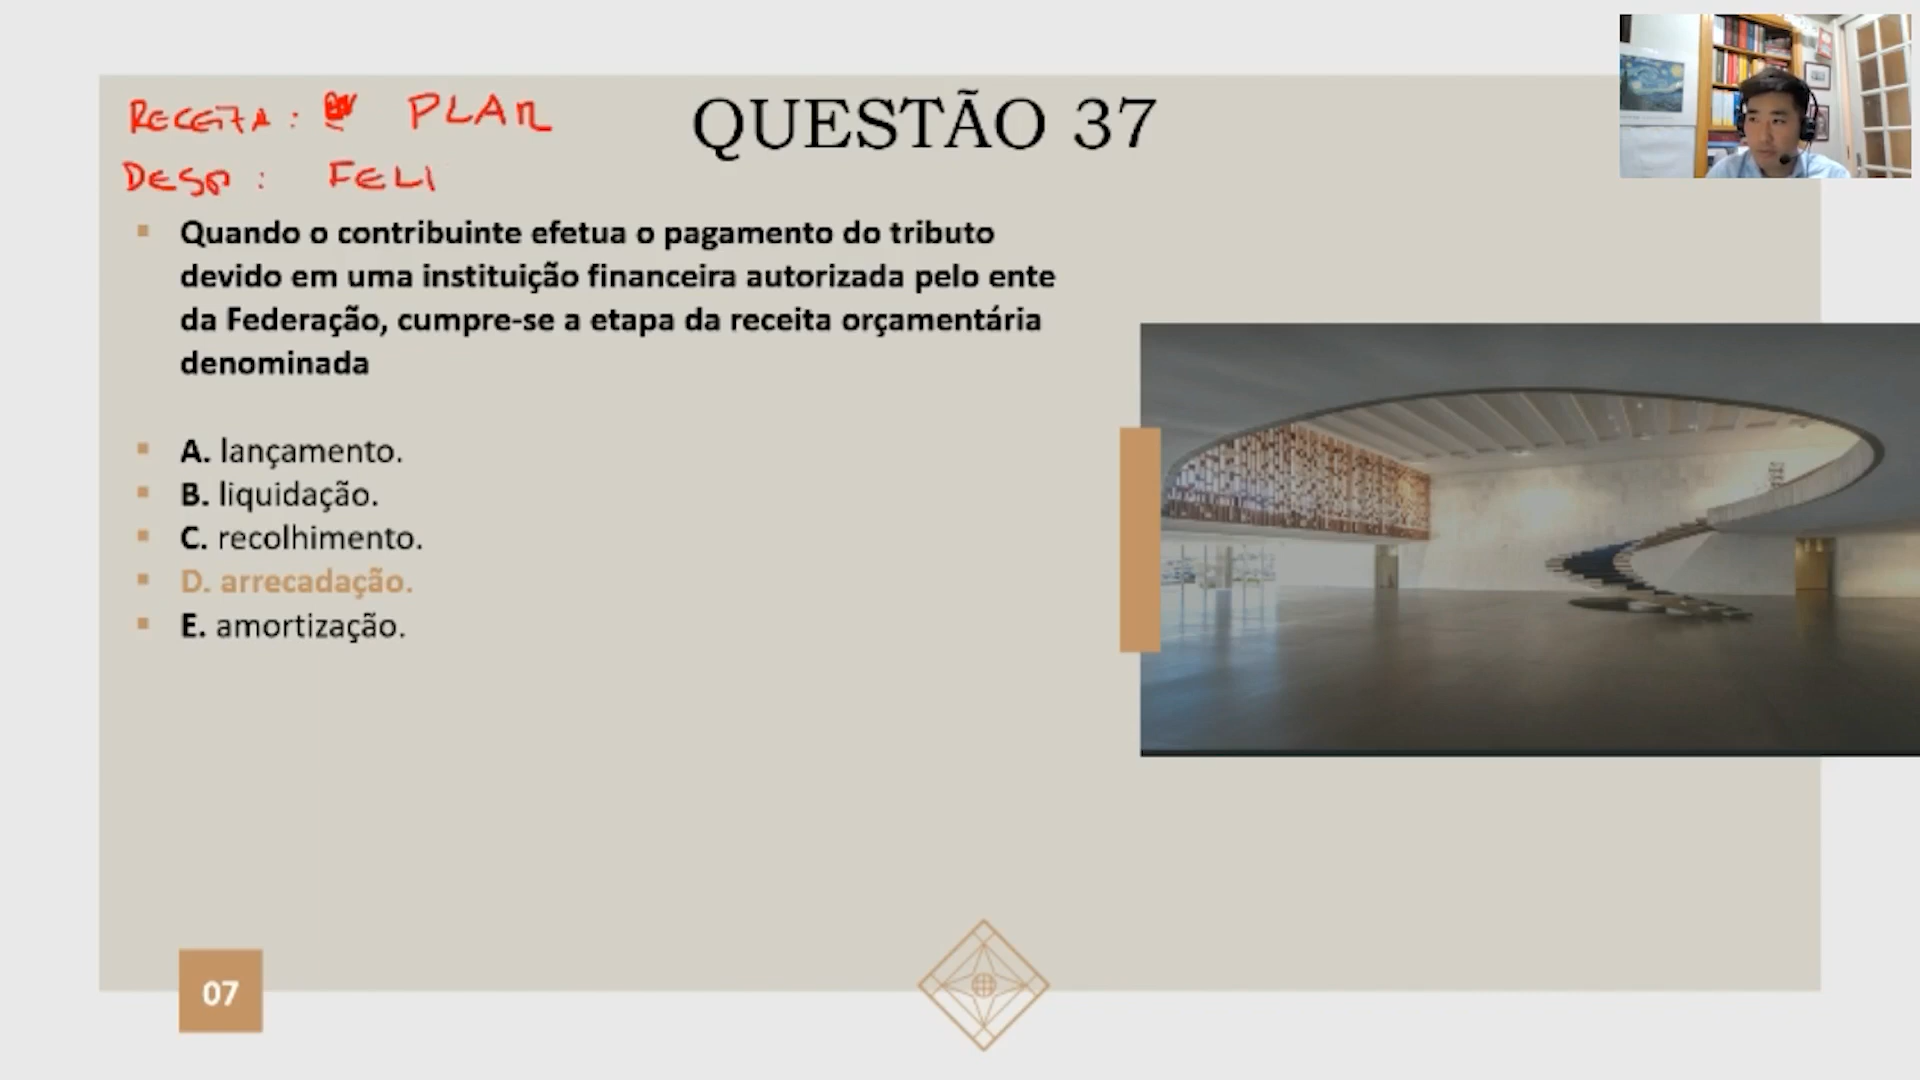 RECEITA : PLAR
QUESTÃO 37
DESP : FELI
Quando o contribuinte efetua o pagamento do tributo
devido em uma instituição financeira autorizada pelo ente
da Federação, cumpre-se a etapa da receita orçamentária
denominada
A. lançamento.
B. liquidação.
C. recolhimento.
D. arrecadação.
E. amortização.
07